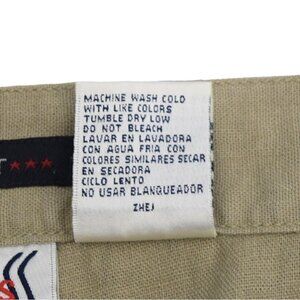 MACHINE WASH COLD
WITH LIKE COLORS
TUMBLE DRY LOW
DO NOT BLEACH
LAVAR EN LAVADORA
CON AGUA FRIA CON
COLORES SIMILARES SECAR
EN SECADORA
CICLO LENTO
NO USAR BLANQUEADOR
ZHEJ
T★★★
S